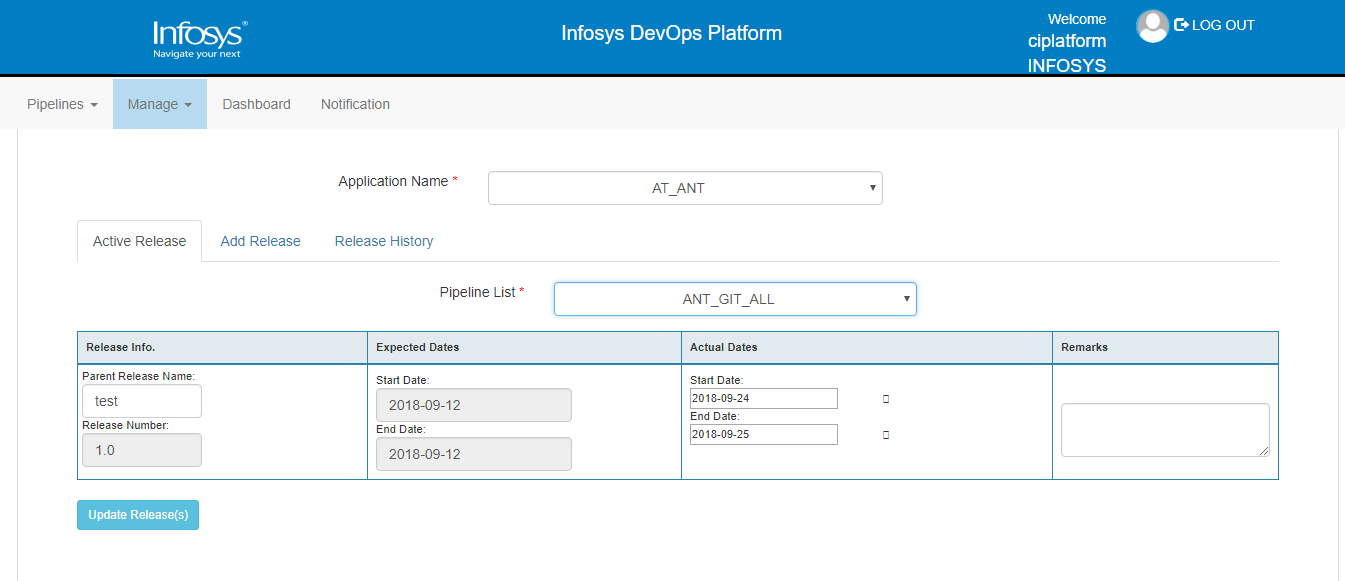 Infosys®
Navigate your next
Infosys DevOps Platform
Welcome
ciplatform
INFOSYS
LOG OUT
Pipelines Manage Dashboard Notification
Application Name * AT_ANT
Active Release Add Release Release History
Pipeline List * ANT_GIT_ALL
Release Info. Expected Dates Actual Dates Remarks
Parent Release Name:
test
Release Number:
1.0
Start Date:
2018-09-12
End Date:
2018-09-12
Start Date:
2018-09-24
End Date:
2018-09-25
Update Release(s)